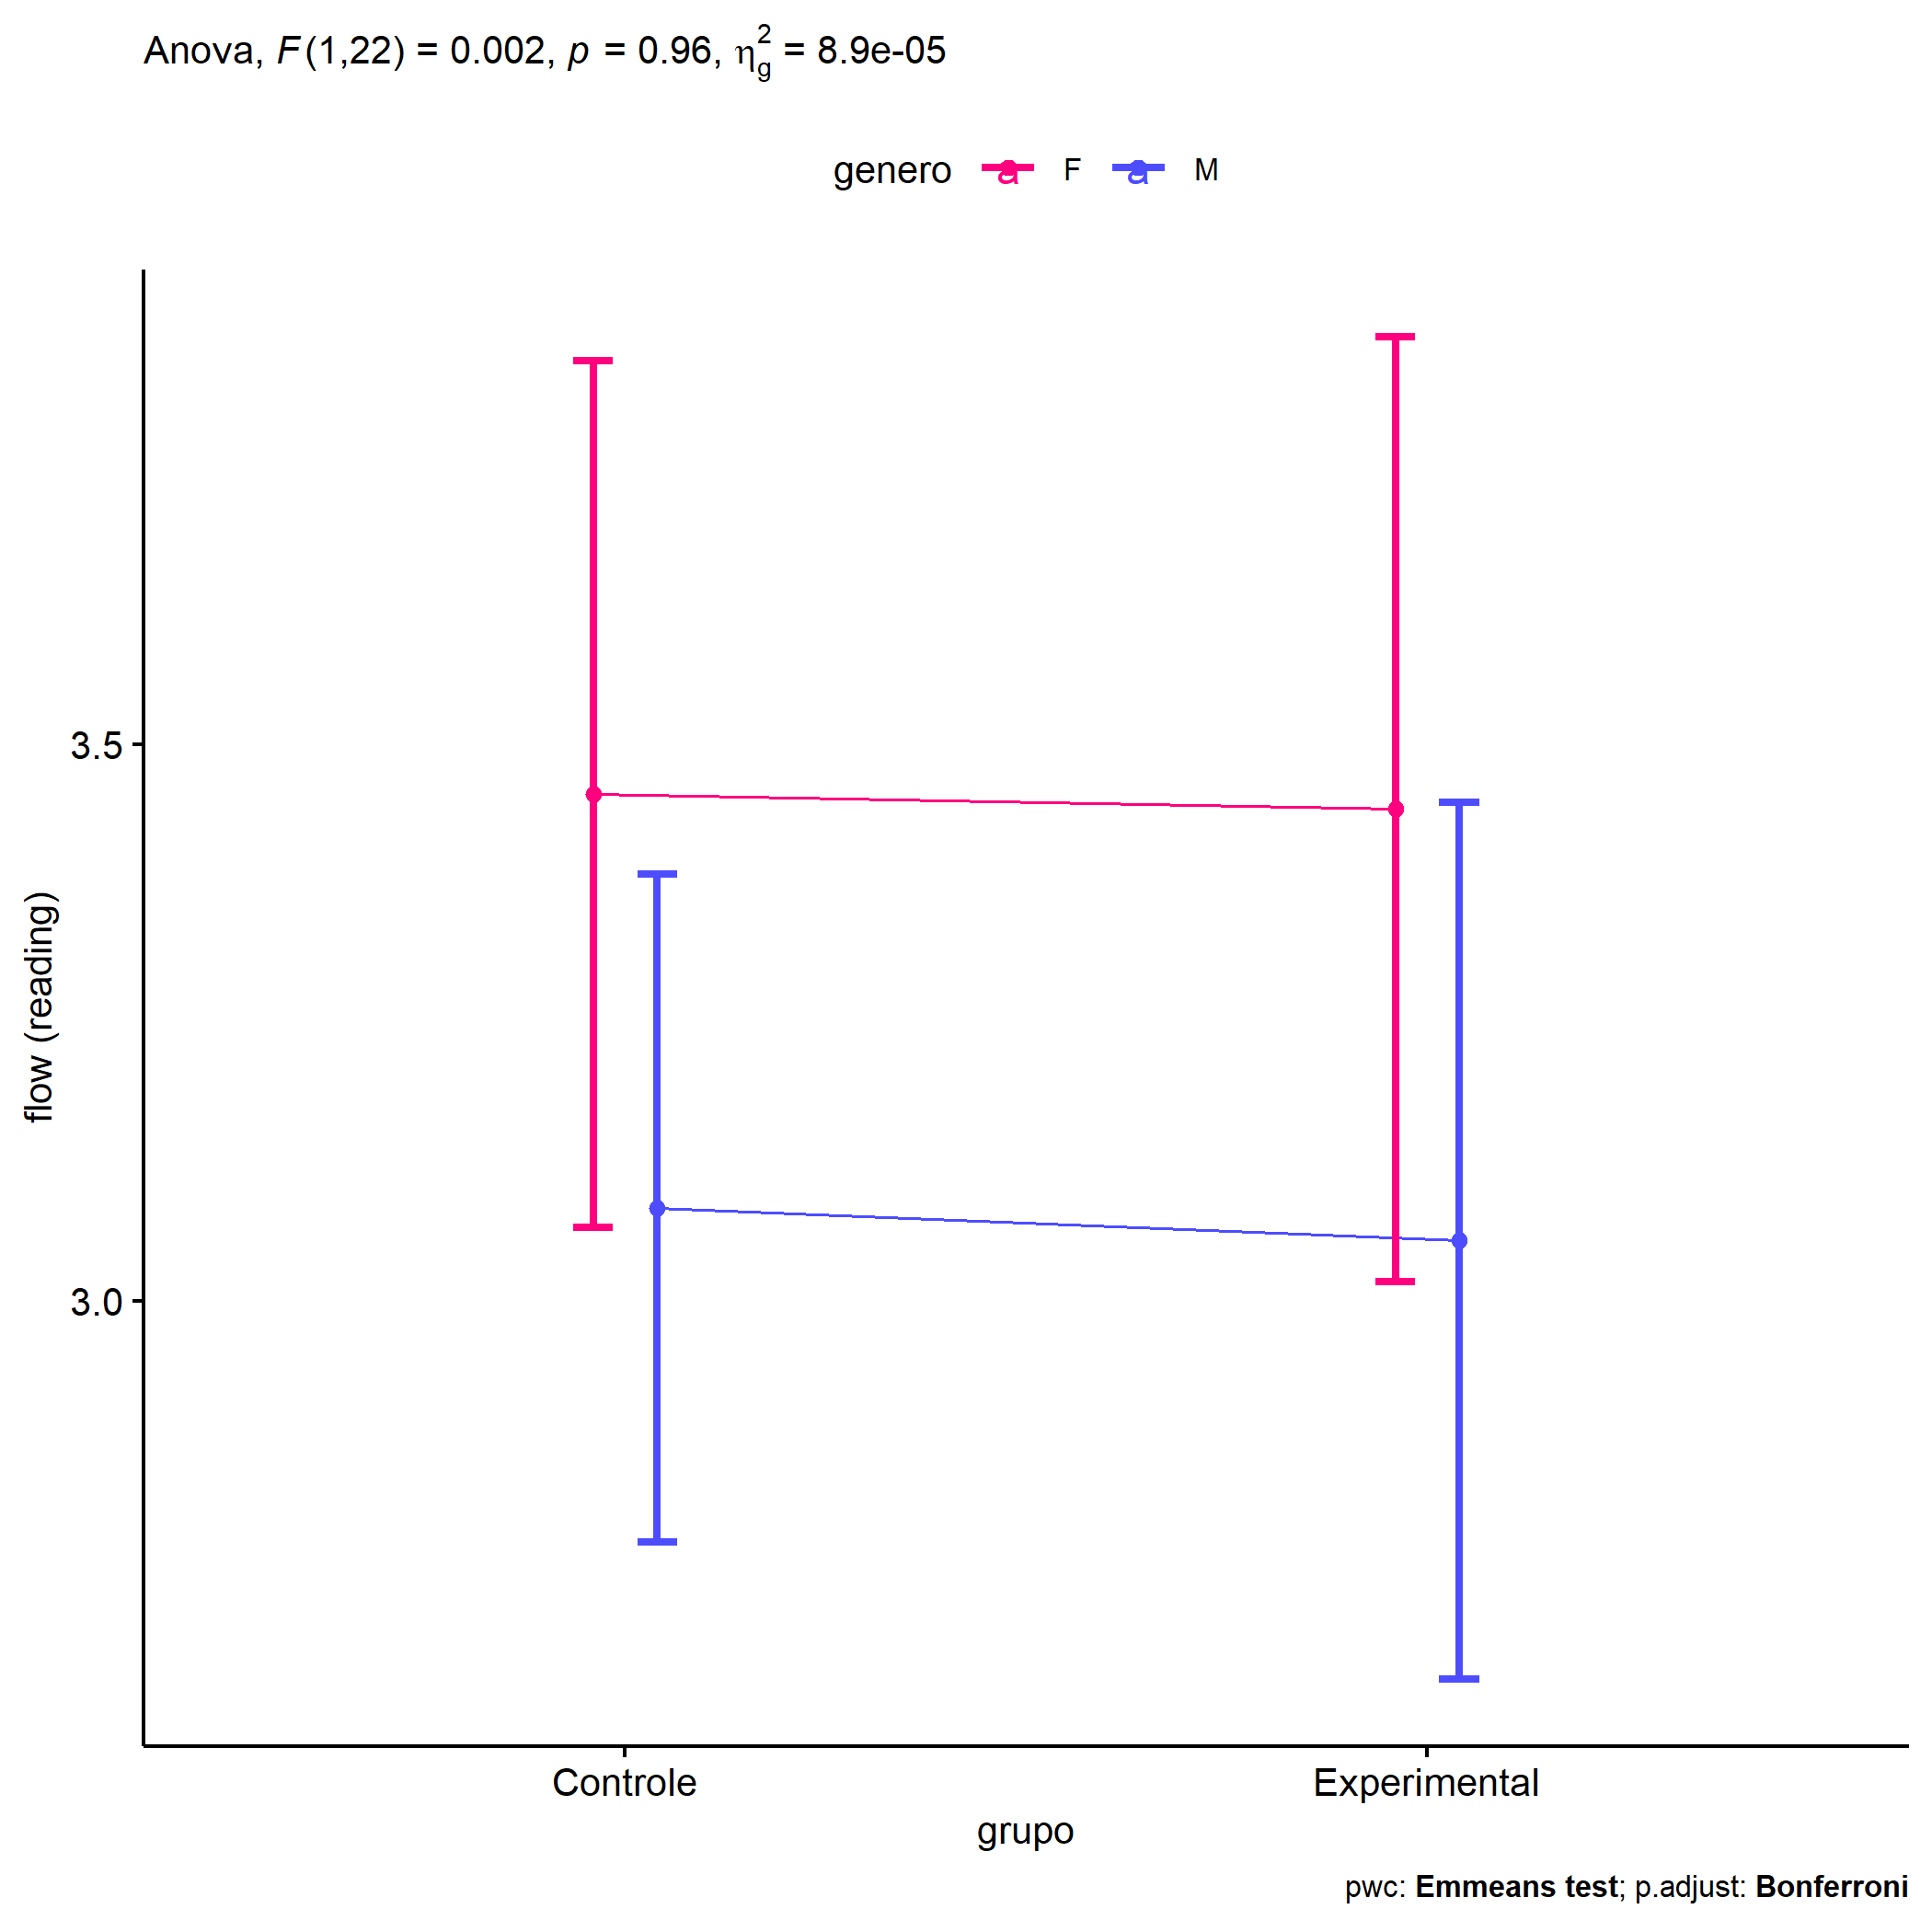 Anova, F(1,22) = 0.002, p = 0.96, η²g = 8.9e-05
genero a F a M
3.5
3.0
flow (reading)
Controle Experimental
grupo
pwc: Emmeans test; p.adjust: Bonferroni